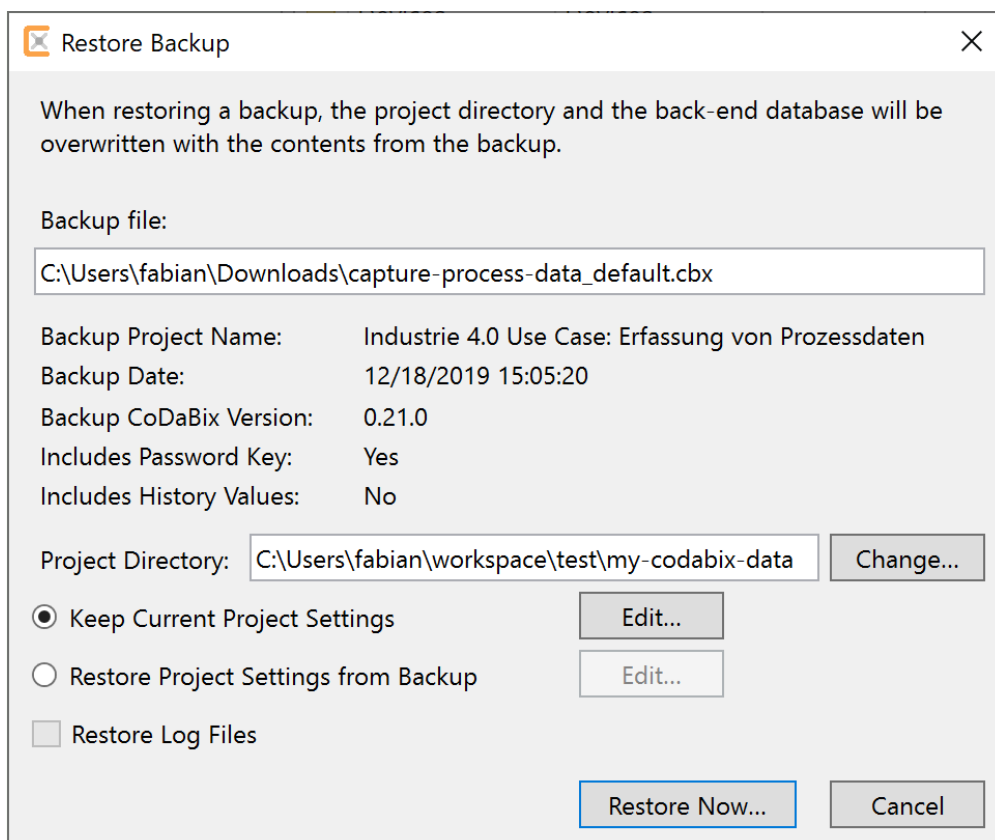 Restore Backup
When restoring a backup, the project directory and the back-end database will be
overwritten with the contents from the backup.
Backup file:
C:\Users\fabian\Downloads\capture-process-data_default.cbx
Backup Project Name: Industrie 4.0 Use Case: Erfassung von Prozessdaten
Backup Date: 12/18/2019 15:05:20
Backup CoDaBix Version: 0.21.0
Includes Password Key: Yes
Includes History Values: No
Project Directory: C:\Users\fabian\workspace\test\my-codabix-data Change...
Keep Current Project Settings Edit...
Restore Project Settings from Backup Edit...
Restore Log Files
Restore Now... Cancel